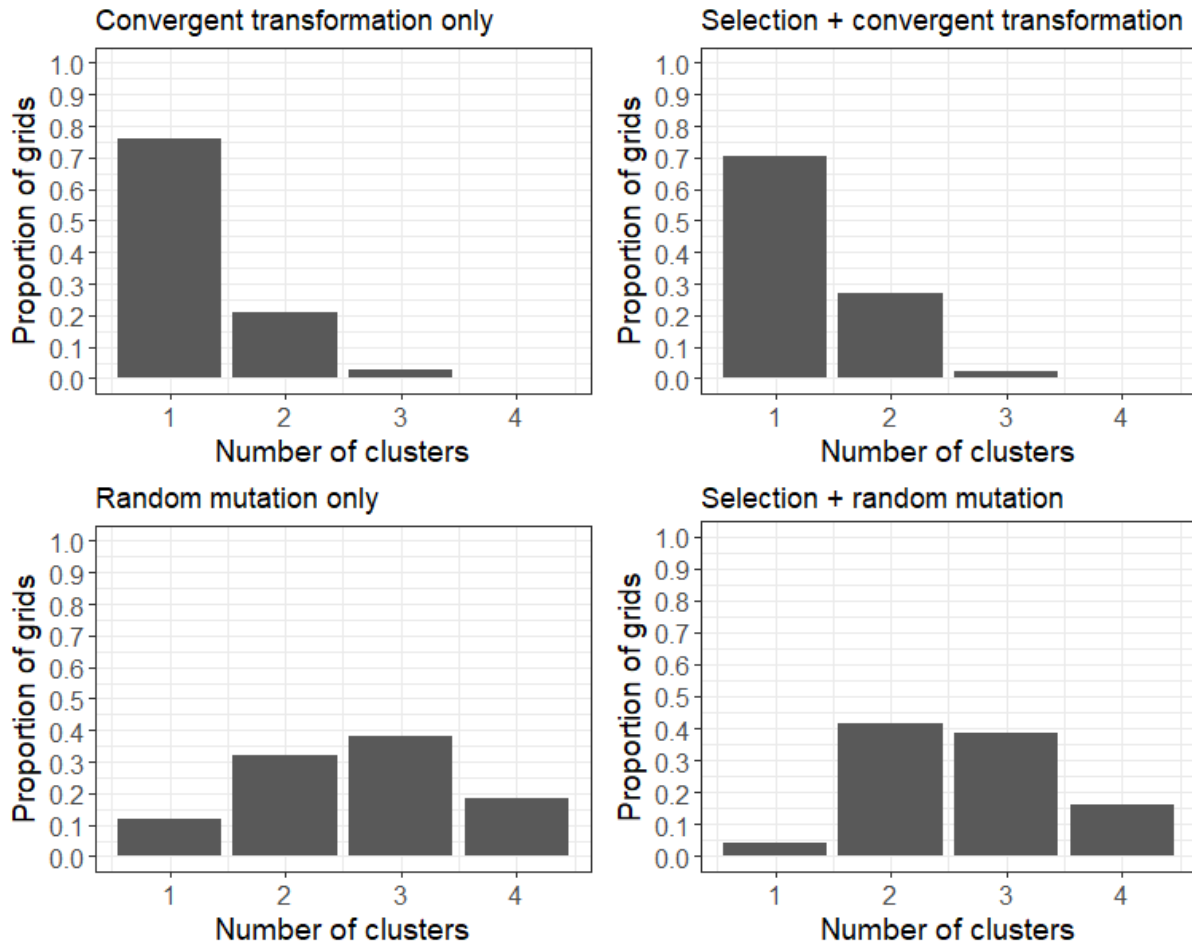 Convergent transformation only
Selection + convergent transformation
1.0
0.9
0.8
0.7
0.6
0.5
0.4
0.3
0.2
0.1
0.0
Proportion of grids
1 2 3 4
Number of clusters
1.0
0.9
0.8
0.7
0.6
0.5
0.4
0.3
0.2
0.1
0.0
Proportion of grids
1 2 3 4
Number of clusters
Random mutation only
Selection + random mutation
1.0
0.9
0.8
0.7
0.6
0.5
0.4
0.3
0.2
0.1
0.0
Proportion of grids
1 2 3 4
Number of clusters
1.0
0.9
0.8
0.7
0.6
0.5
0.4
0.3
0.2
0.1
0.0
Proportion of grids
1 2 3 4
Number of clusters